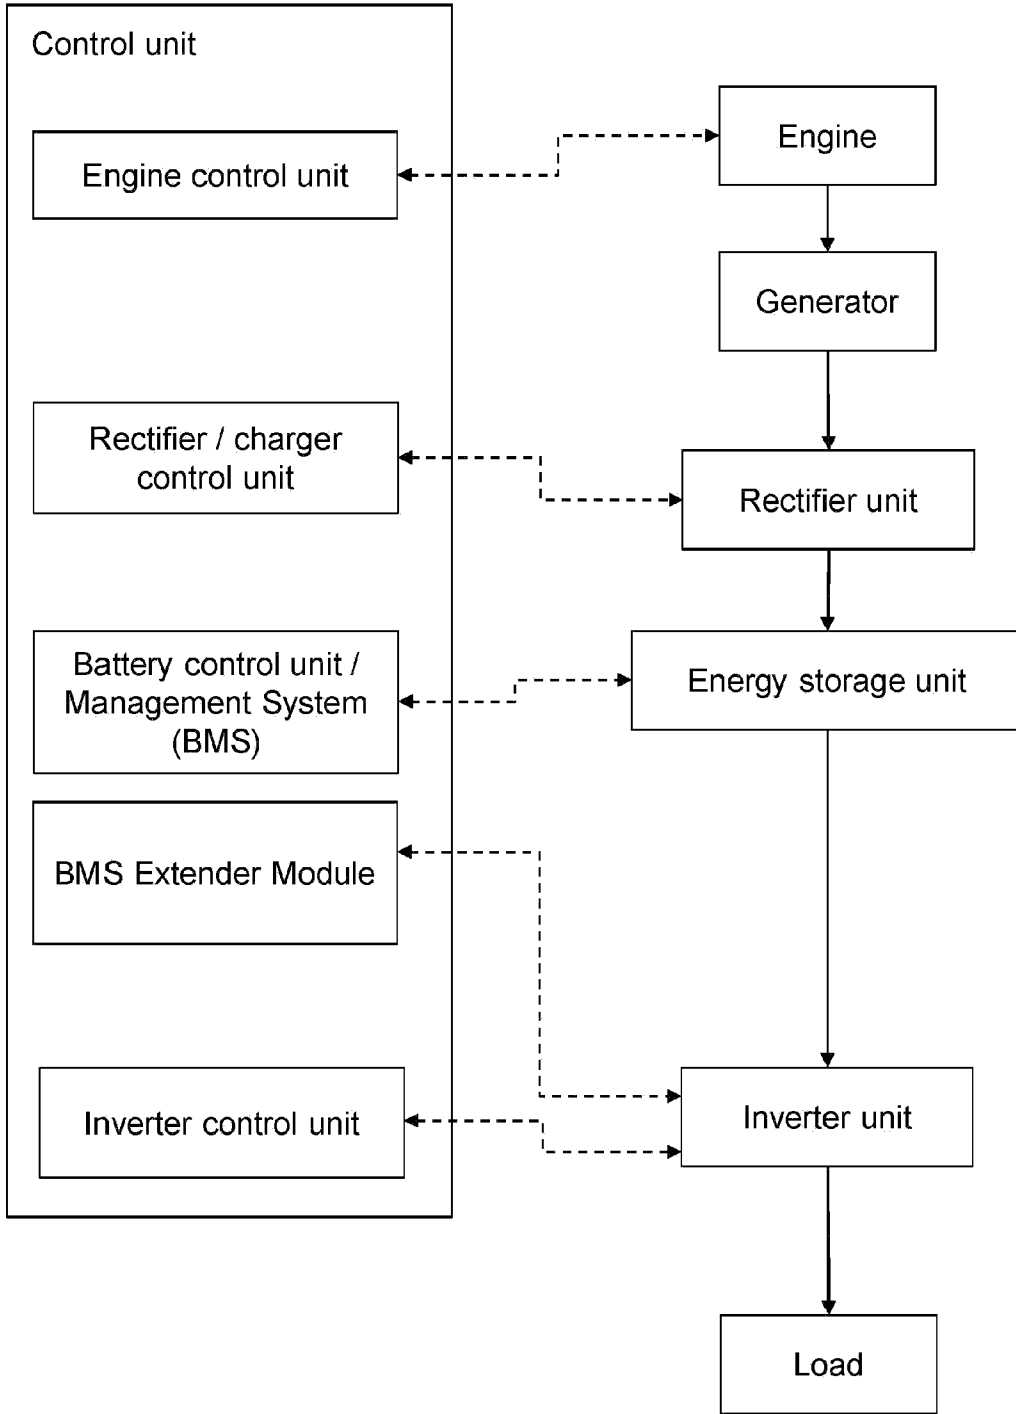 Control unit
Engine control unit
Engine
Generator
Rectifier / charger
control unit
Rectifier unit
Battery control unit /
Management System
(BMS)
Energy storage unit
BMS Extender Module
Inverter control unit
Inverter unit
Load